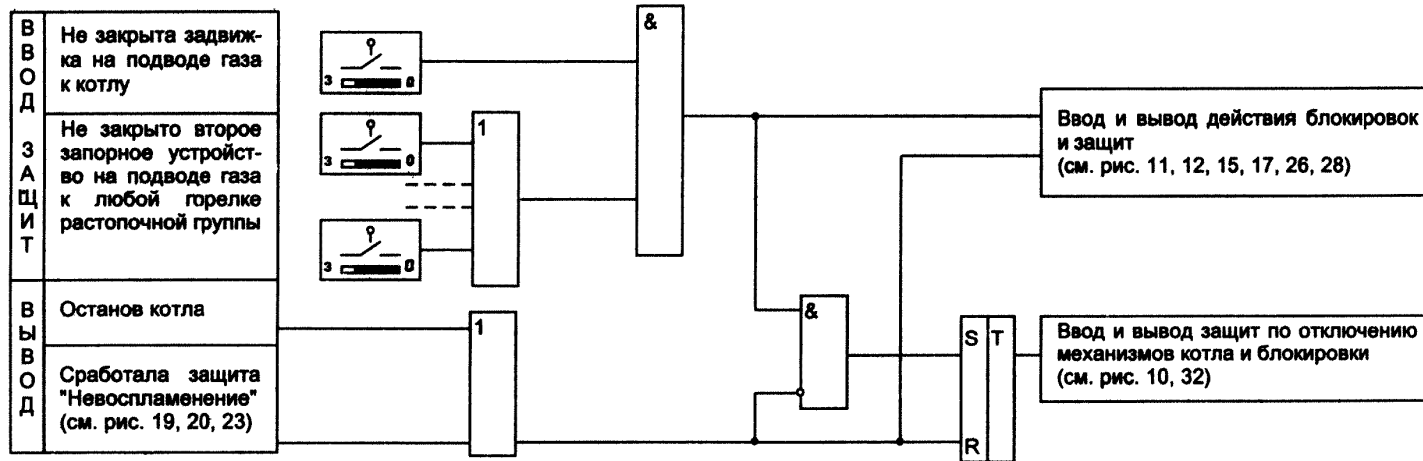 ВВОД ЗАЩИТ
Не закрыта задвиж-
ка на подводе газа
к котлу
Не закрыто второе
запорное устройст-
во на подводе газа
к любой горелке
растопочной группы
ВЫВОД
Останов котла
Сработала защита
"Невоспламенение"
(см. рис. 19, 20, 23)
З 0
З 0
З 0
1
&
1
&
S T
R
Ввод и вывод действия блокировок
и защит
(см. рис. 11, 12, 15, 17, 26, 28)
Ввод и вывод защит по отключению
механизмов котла и блокировки
(см. рис. 10, 32)